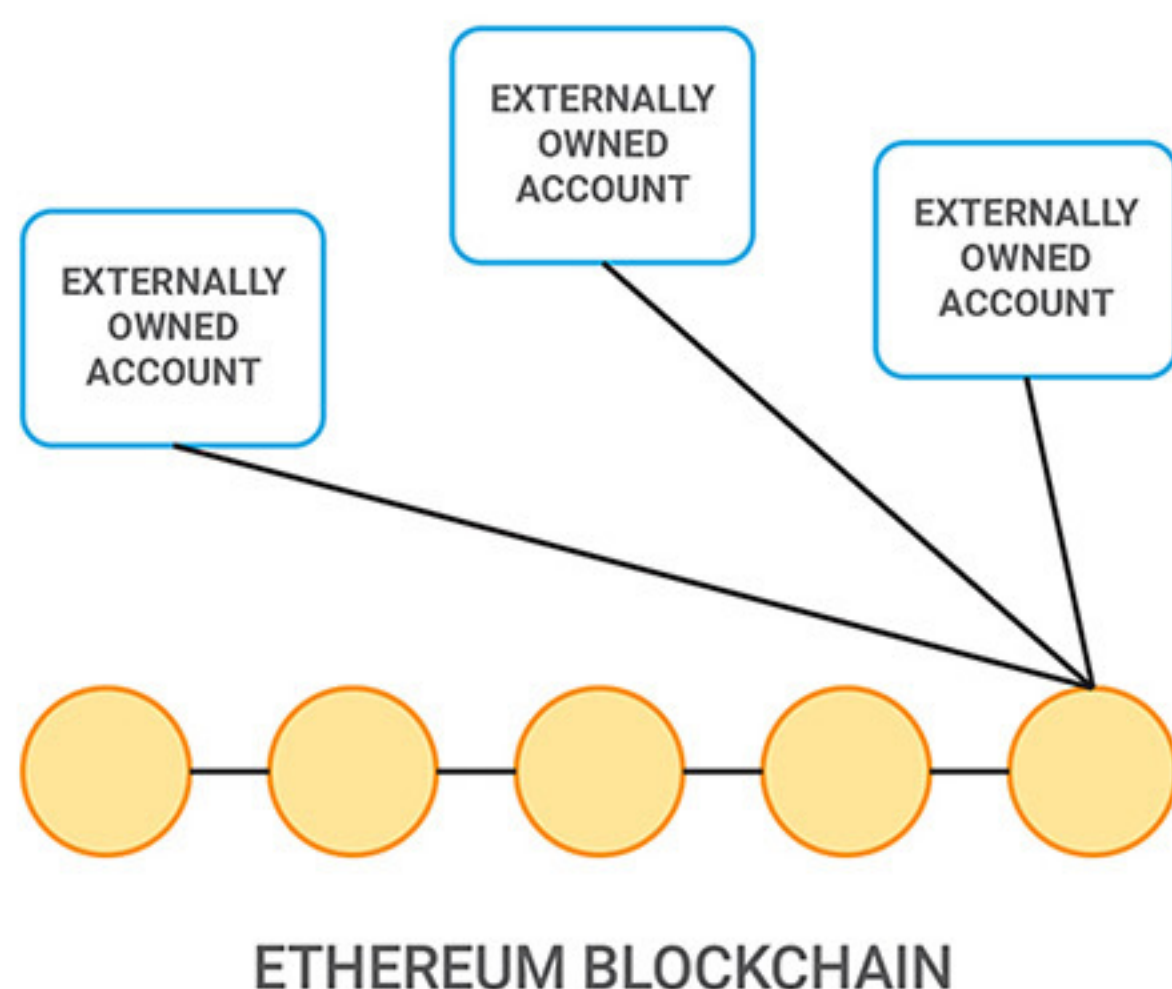 EXTERNALLY
OWNED
ACCOUNT
EXTERNALLY
OWNED
ACCOUNT
EXTERNALLY
OWNED
ACCOUNT
ETHEREUM BLOCKCHAIN